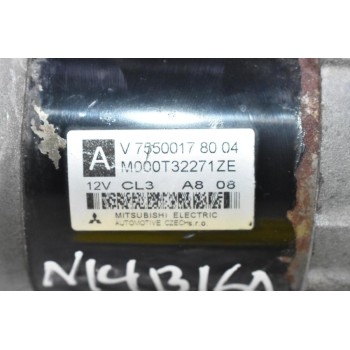 A
V 7550017 80 04
M000T32271ZE
12V CL3 A8 08
MITSUBISHI ELECTRIC
AUTOMOTIVE CZECH s.r.o.
N14B16A